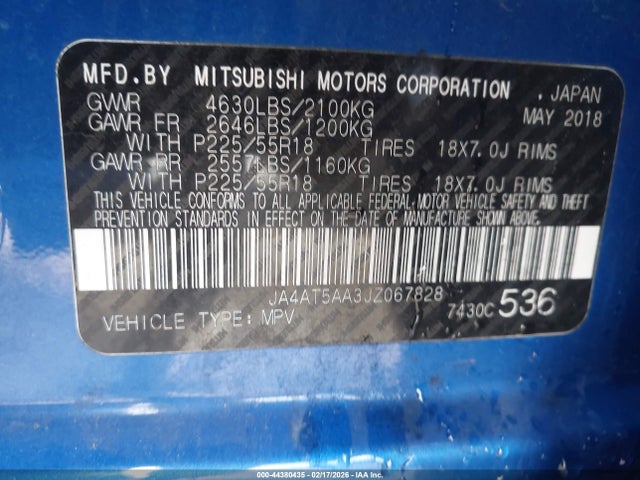 MFD.BY MITSUBISHI MOTORS CORPORATION , JAPAN
GVWR 4630LBS/2100KG MAY 2018
GAWR FR 2646LBS/1200KG
WITH P225/55R18 TIRES 18X7.0J RIMS
GAWR RR 2557LBS/1160KG
WITH P225/55R18 TIRES 18X7.0J RIMS
THIS VEHICLE CONFORMS TO ALL APPLICABLE FEDERAL MOTOR VEHICLE SAFETY AND THEFT
PREVENTION STANDARDS IN EFFECT ON THE DATE OF MANUFACTURE SHOWN ABOVE.
JA4AT5AA3JZ067828
VEHICLE TYPE: MPV 7430C 536
000-44380435 - 02/17/2026 - IAAI.COM